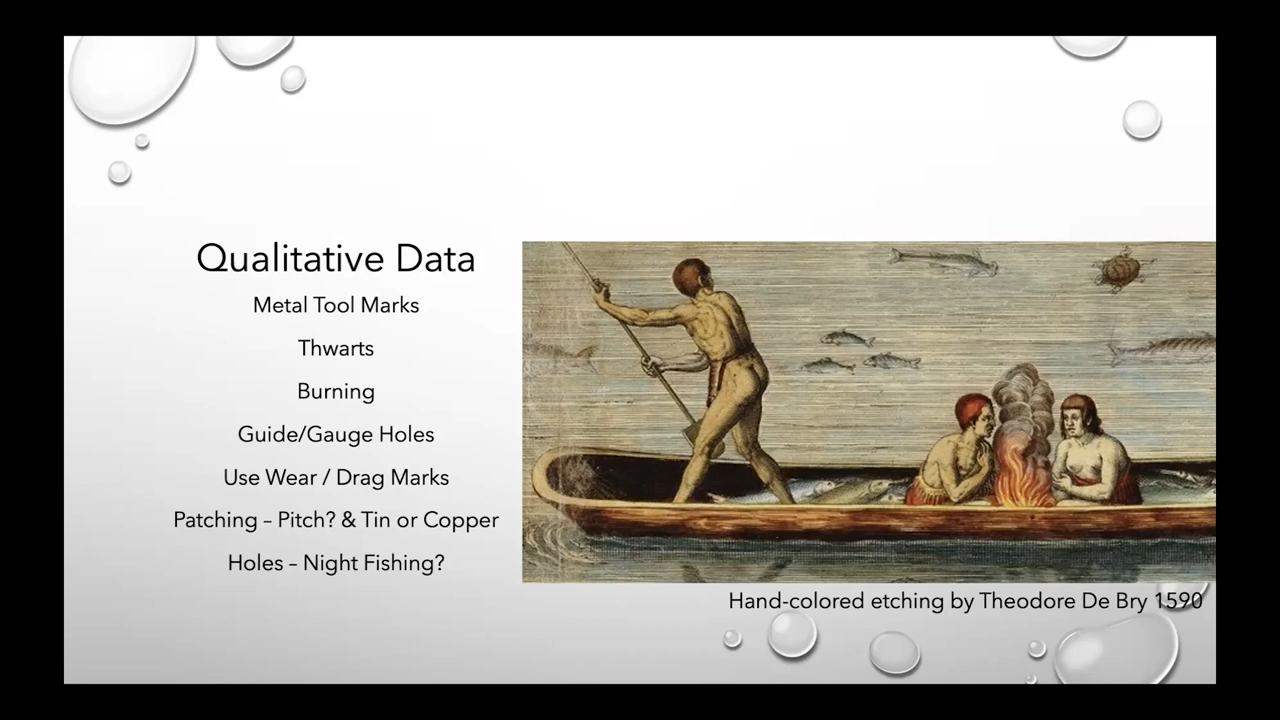 Qualitative Data
Metal Tool Marks
Thwarts
Burning
Guide/Gauge Holes
Use Wear / Drag Marks
Patching – Pitch? & Tin or Copper
Holes – Night Fishing?
Hand-colored etching by Theodore De Bry 1590